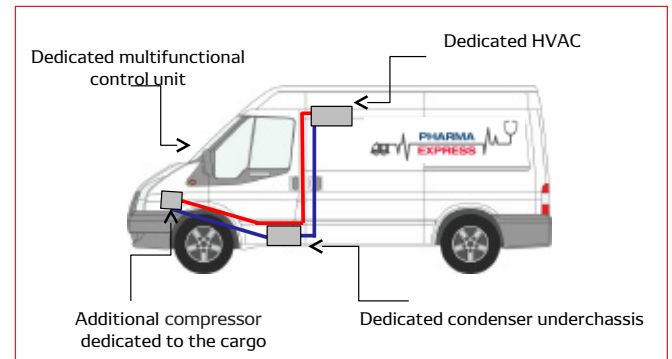 Dedicated HVAC
Dedicated multifunctional
control unit
PHARMA
EXPRESS
Additional compressor
dedicated to the cargo
Dedicated condenser underchassis